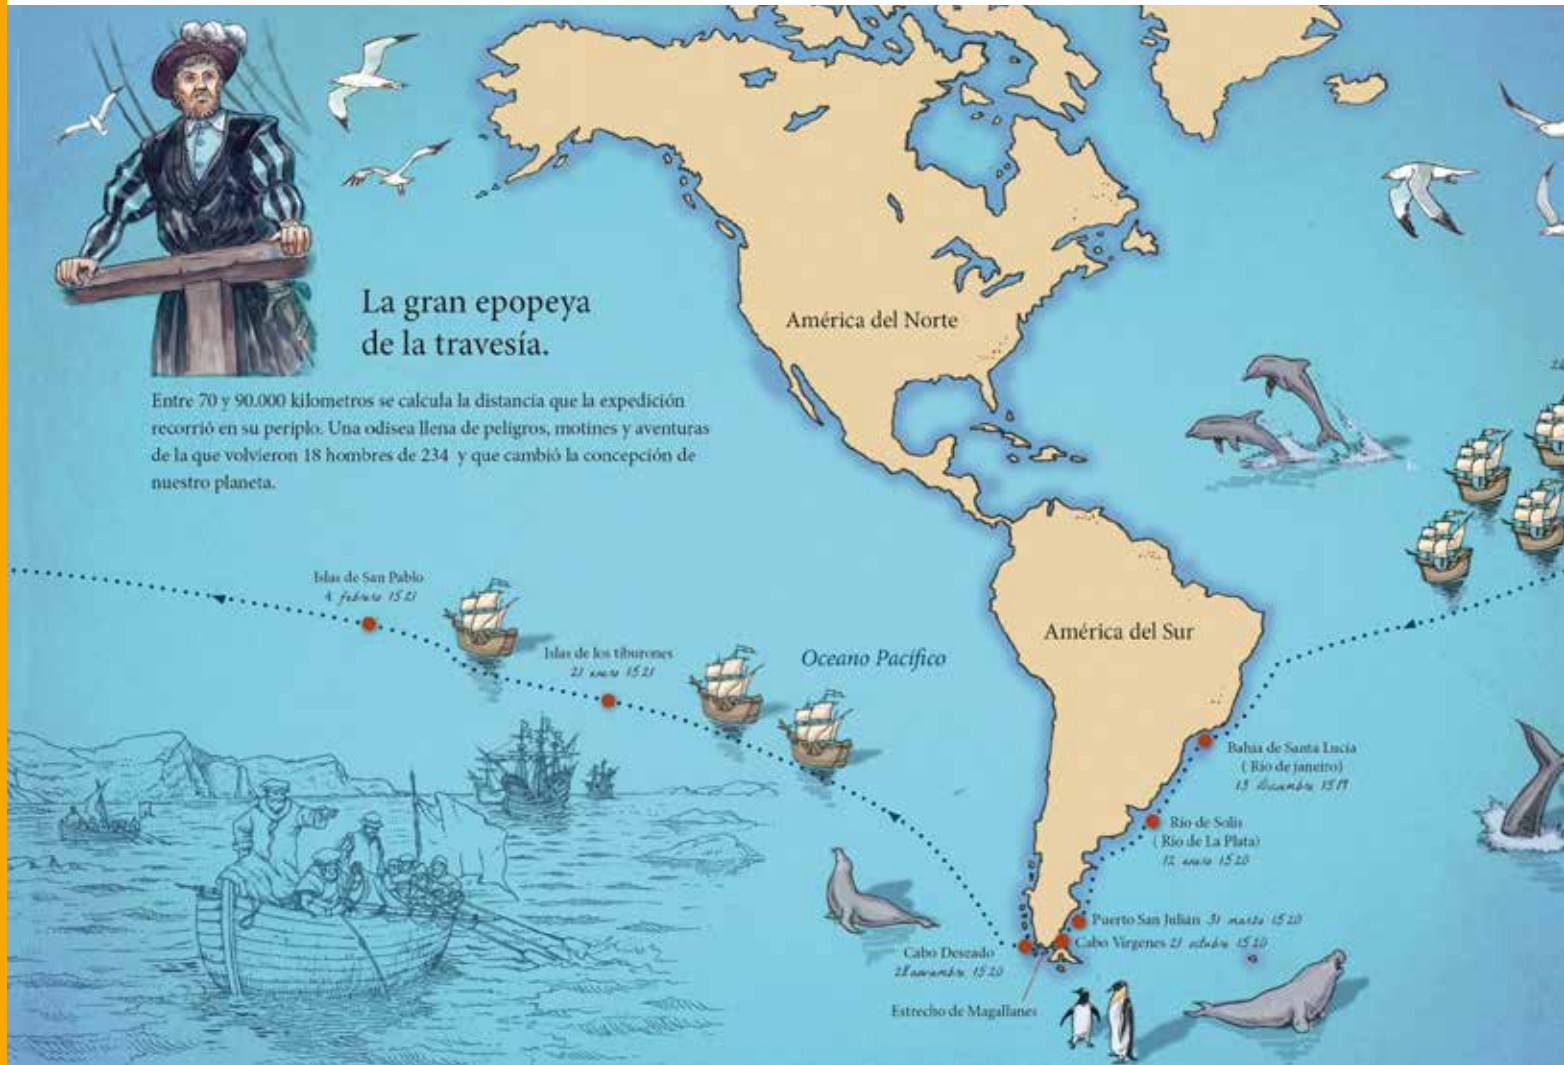 La gran epopeya
de la travesía.
Entre 70 y 90.000 kilometros se calcula la distancia que la expedición
recorrió en su periplo. Una odisea llena de peligros, motines y aventuras
de la que volvieron 18 hombres de 234 y que cambió la concepción de
nuestro planeta.
América del Norte
América del Sur
Oceano Pacífico
Islas de San Pablo
4 febrero 1521
Islas de los tiburones
21 enero 1521
Bahia de Santa Lucía
( Río de janeiro)
13 diciembre 1519
Río de Solis
( Río de La Plata)
12 enero 1520
Puerto San Julián 31 marzo 1520
Cabo Virgenes 21 octubre 1520
Cabo Deseado
28 noviembre 1520
Estrecho de Magallanes